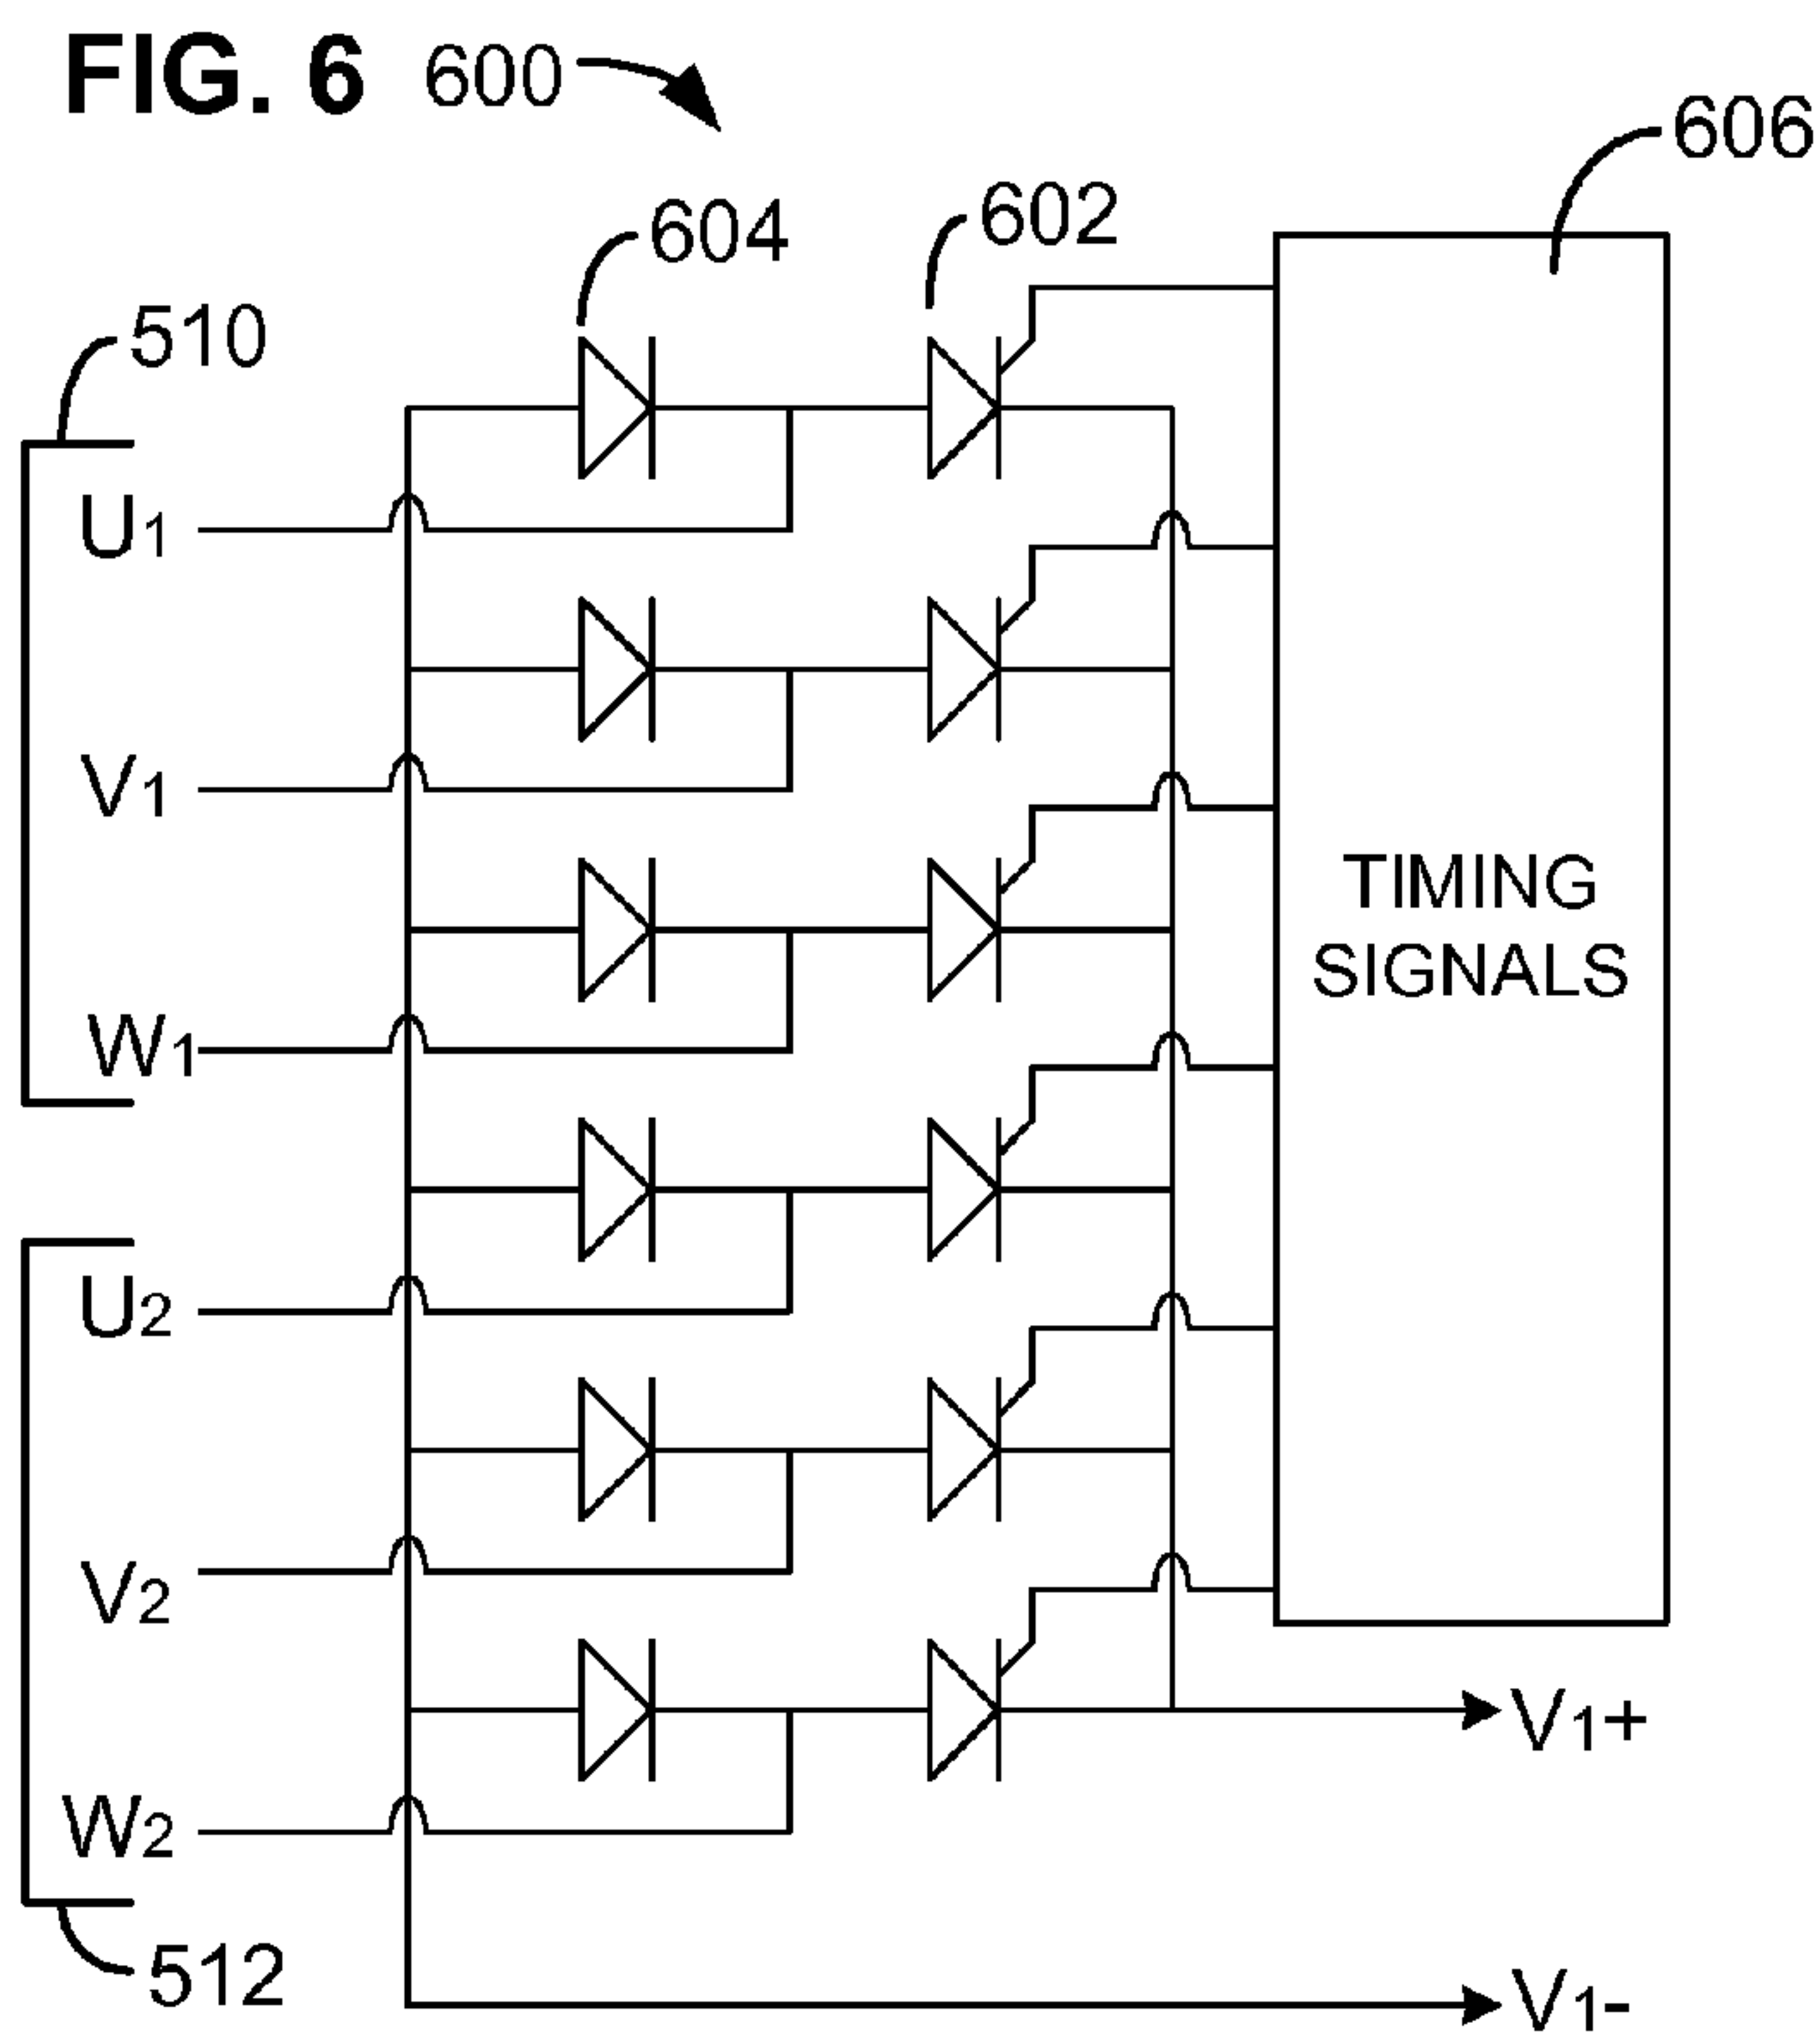 FIG. 6 600
606
604 602
510
U1
V1
TIMING
SIGNALS
W1
U2
V2
V1+
W2
512
V1-